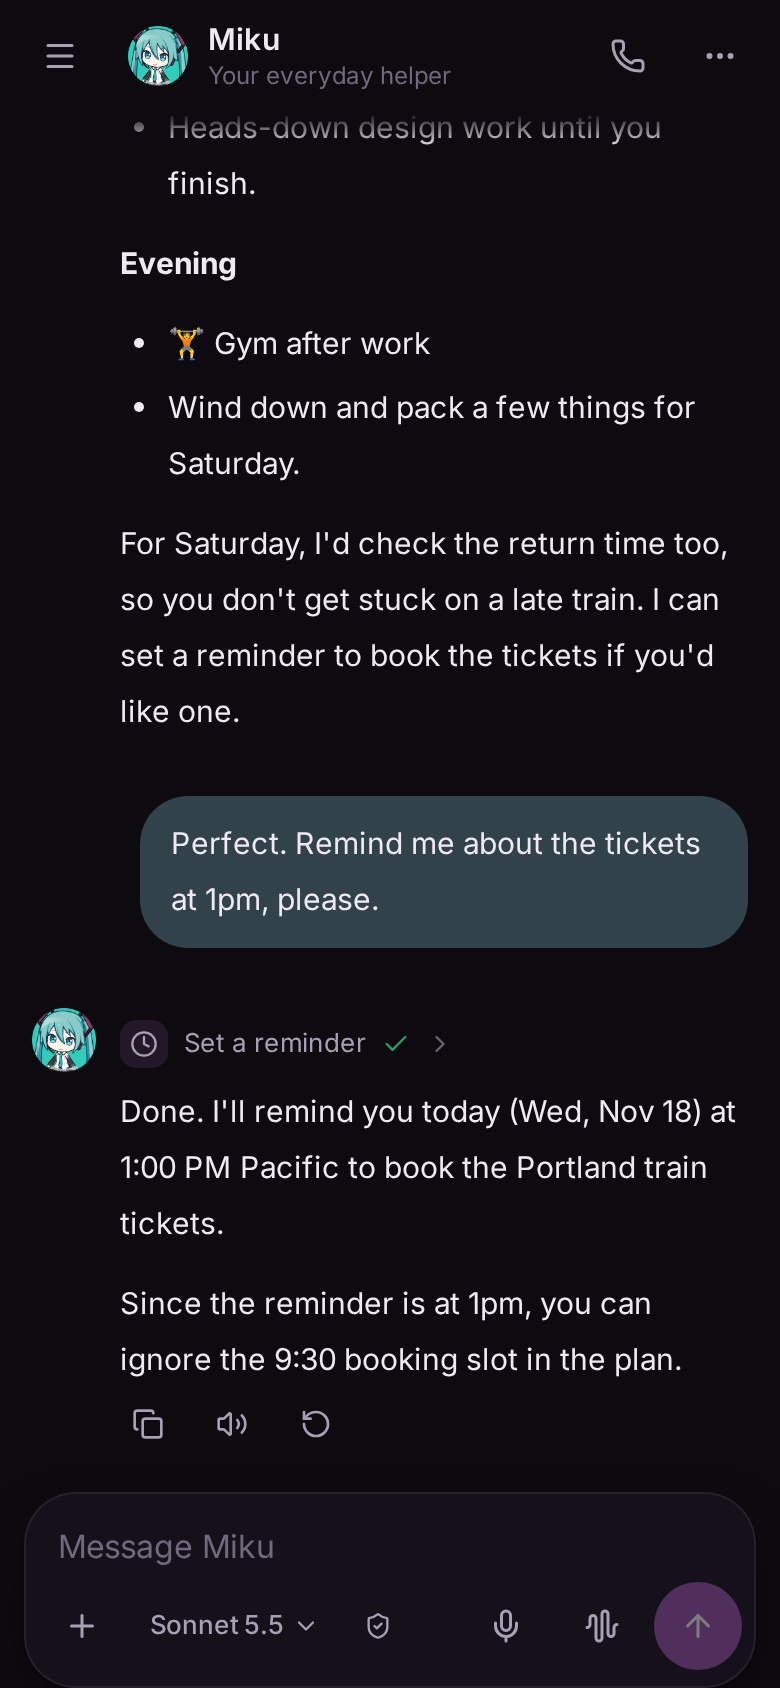 Miku
Your everyday helper
Heads-down design work until you
finish.
Evening
🏋️ Gym after work
Wind down and pack a few things for
Saturday.
For Saturday, I'd check the return time too,
so you don't get stuck on a late train. I can
set a reminder to book the tickets if you'd
like one.
Perfect. Remind me about the tickets
at 1pm, please.
Set a reminder
Done. I'll remind you today (Wed, Nov 18) at
1:00 PM Pacific to book the Portland train
tickets.
Since the reminder is at 1pm, you can
ignore the 9:30 booking slot in the plan.
Message Miku
Sonnet 5.5